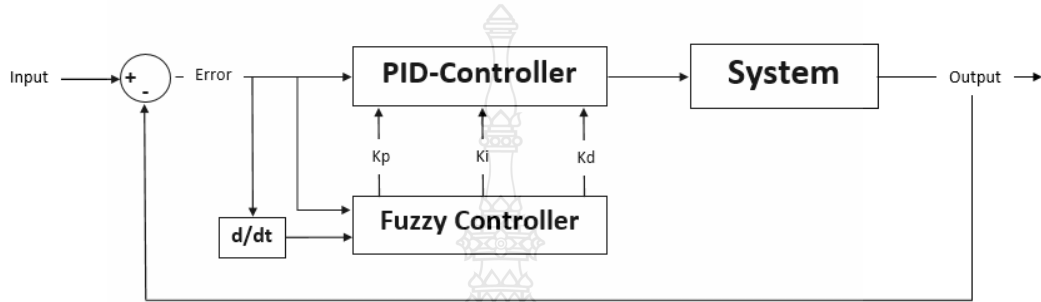 Input
+
-
Error
PID-Controller
System
Output
Kp
Ki
Kd
d/dt
Fuzzy Controller